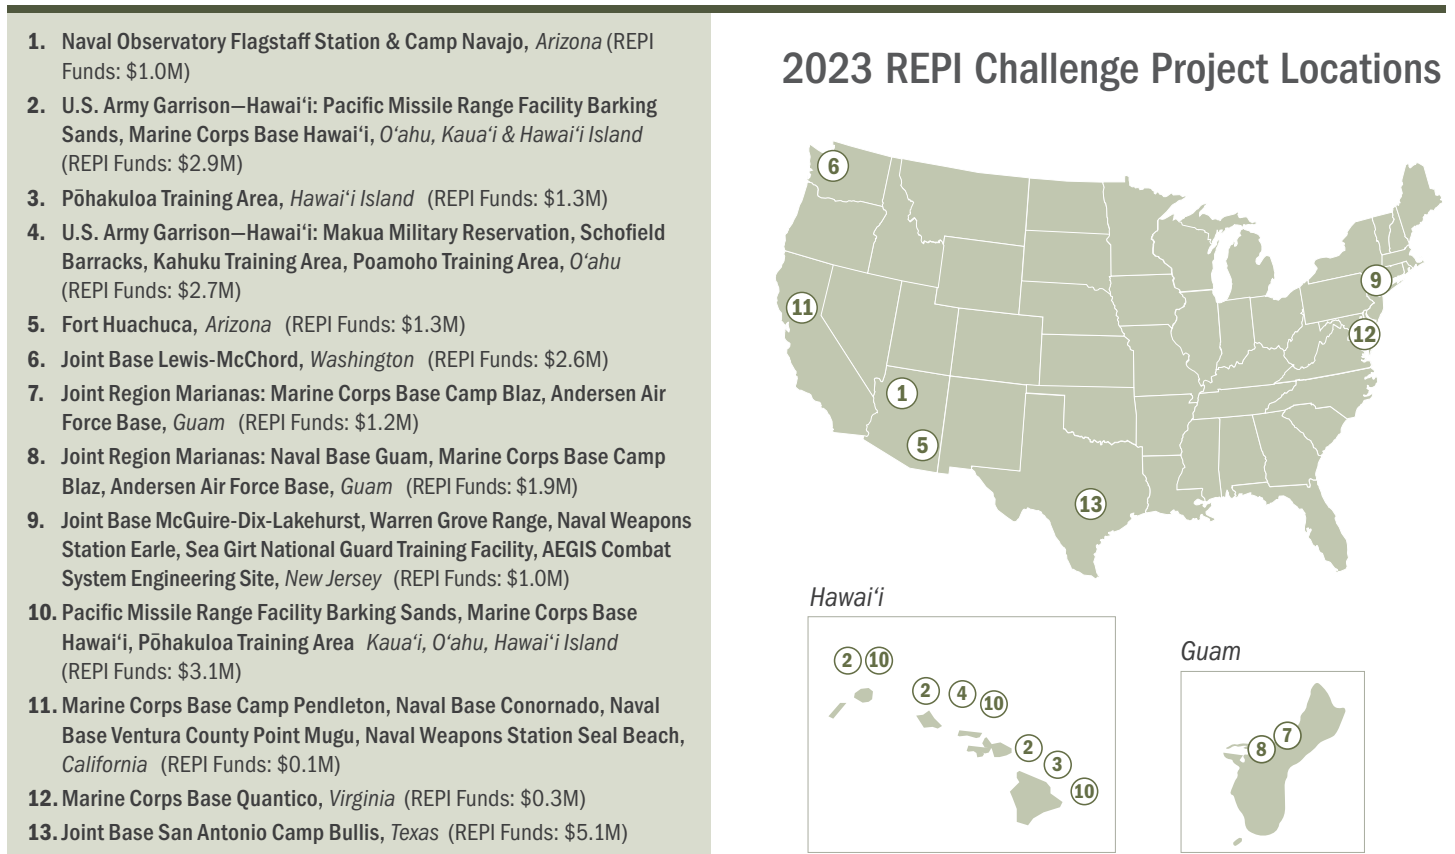 1. Naval Observatory Flagstaff Station & Camp Navajo, Arizona (REPI
Funds: $1.0M)
2. U.S. Army Garrison—Hawai‘i: Pacific Missile Range Facility Barking
Sands, Marine Corps Base Hawai‘i, O‘ahu, Kaua‘i & Hawai‘i Island
(REPI Funds: $2.9M)
3. Pōhakuloa Training Area, Hawai‘i Island (REPI Funds: $1.3M)
4. U.S. Army Garrison—Hawai‘i: Makua Military Reservation, Schofield
Barracks, Kahuku Training Area, Poamoho Training Area, O‘ahu
(REPI Funds: $2.7M)
5. Fort Huachuca, Arizona (REPI Funds: $1.3M)
6. Joint Base Lewis-McChord, Washington (REPI Funds: $2.6M)
7. Joint Region Marianas: Marine Corps Base Camp Blaz, Andersen Air
Force Base, Guam (REPI Funds: $1.2M)
8. Joint Region Marianas: Naval Base Guam, Marine Corps Base Camp
Blaz, Andersen Air Force Base, Guam (REPI Funds: $1.9M)
9. Joint Base McGuire-Dix-Lakehurst, Warren Grove Range, Naval Weapons
Station Earle, Sea Girt National Guard Training Facility, AEGIS Combat
System Engineering Site, New Jersey (REPI Funds: $1.0M)
10. Pacific Missile Range Facility Barking Sands, Marine Corps Base
Hawai‘i, Pōhakuloa Training Area Kaua‘i, O‘ahu, Hawai‘i Island
(REPI Funds: $3.1M)
11. Marine Corps Base Camp Pendleton, Naval Base Conornado, Naval
Base Ventura County Point Mugu, Naval Weapons Station Seal Beach,
California (REPI Funds: $0.1M)
12. Marine Corps Base Quantico, Virginia (REPI Funds: $0.3M)
13. Joint Base San Antonio Camp Bullis, Texas (REPI Funds: $5.1M)
2023 REPI Challenge Project Locations
6
9
11
12
1
5
13
Hawai‘i
2 10
2 4 10
2
3
10
Guam
7
8